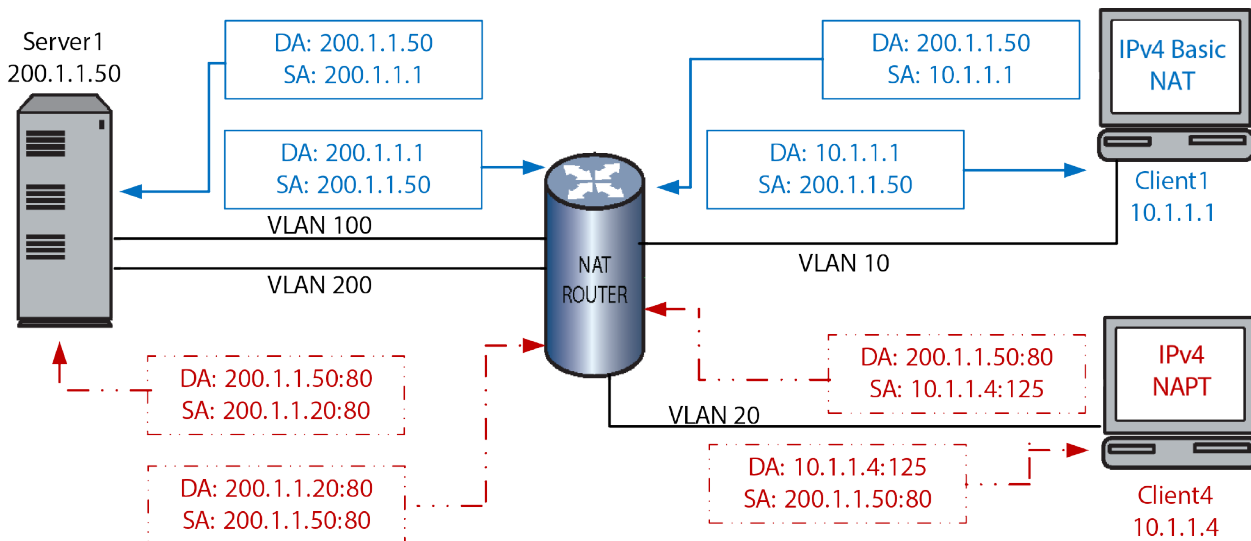 Server1
200.1.1.50
DA: 200.1.1.50
SA: 200.1.1.1
DA: 200.1.1.50
SA: 10.1.1.1
IPv4 Basic
NAT
DA: 200.1.1.1
SA: 200.1.1.50
DA: 10.1.1.1
SA: 200.1.1.50
Client1
10.1.1.1
VLAN 100
VLAN 200
NAT
ROUTER
VLAN 10
DA: 200.1.1.50:80
SA: 200.1.1.20:80
DA: 200.1.1.50:80
SA: 10.1.1.4:125
IPv4
NAPT
VLAN 20
DA: 200.1.1.20:80
SA: 200.1.1.50:80
DA: 10.1.1.4:125
SA: 200.1.1.50:80
Client4
10.1.1.4